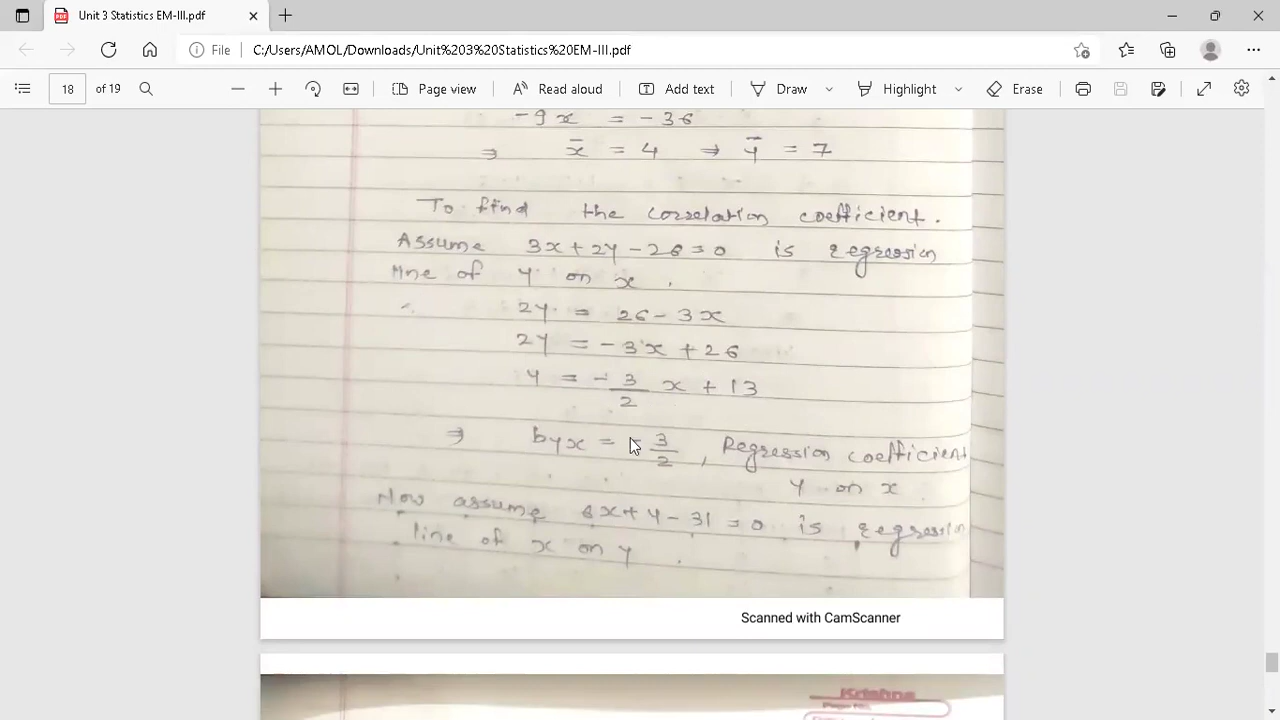 Unit 3 Statistics EM-III.pdf
File C:/Users/AMOL/Downloads/Unit%203%20Statistics%20EM-III.pdf
18 of 19 Page view Read aloud Add text Draw Highlight Erase
-9x = -36
⇒ x̄ = 4 ⇒ ȳ = 7
To find the correlation coefficient.
Assume 3x + 2y - 26 = 0 is regression
line of y on x.
2y = 26 - 3x
2y = -3x + 26
y = -3/2 x + 13
⇒ byx = -3/2, Regression coefficient
y on x
Now assume 6x + y - 31 = 0 is regression
line of x on y.
Scanned with CamScanner
Krishna